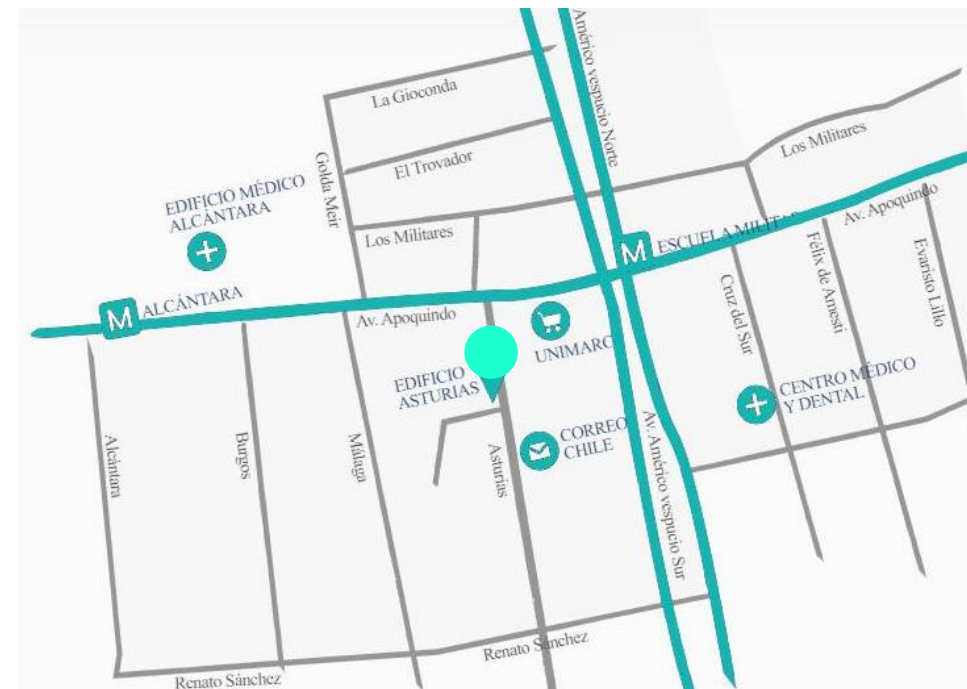 Américo vespucio Norte
La Gioconda
El Trovador
Golda Meir
Los Militares
EDIFICIO MÉDICO
ALCÁNTARA
Los Militares
M ESCUELA MILITAR
Av. Apoquindo
M ALCÁNTARA
Av. Apoquindo
UNIMARC
Cruz del Sur
Félix de Amesti
Evaristo Lillo
EDIFICIO
ASTURIAS
CENTRO MÉDICO
Y DENTAL
CORREO
CHILE
Alcántara
Burgos
Málaga
Asturias
Av. Américo vespucio Sur
Renato Sánchez
Renato Sánchez